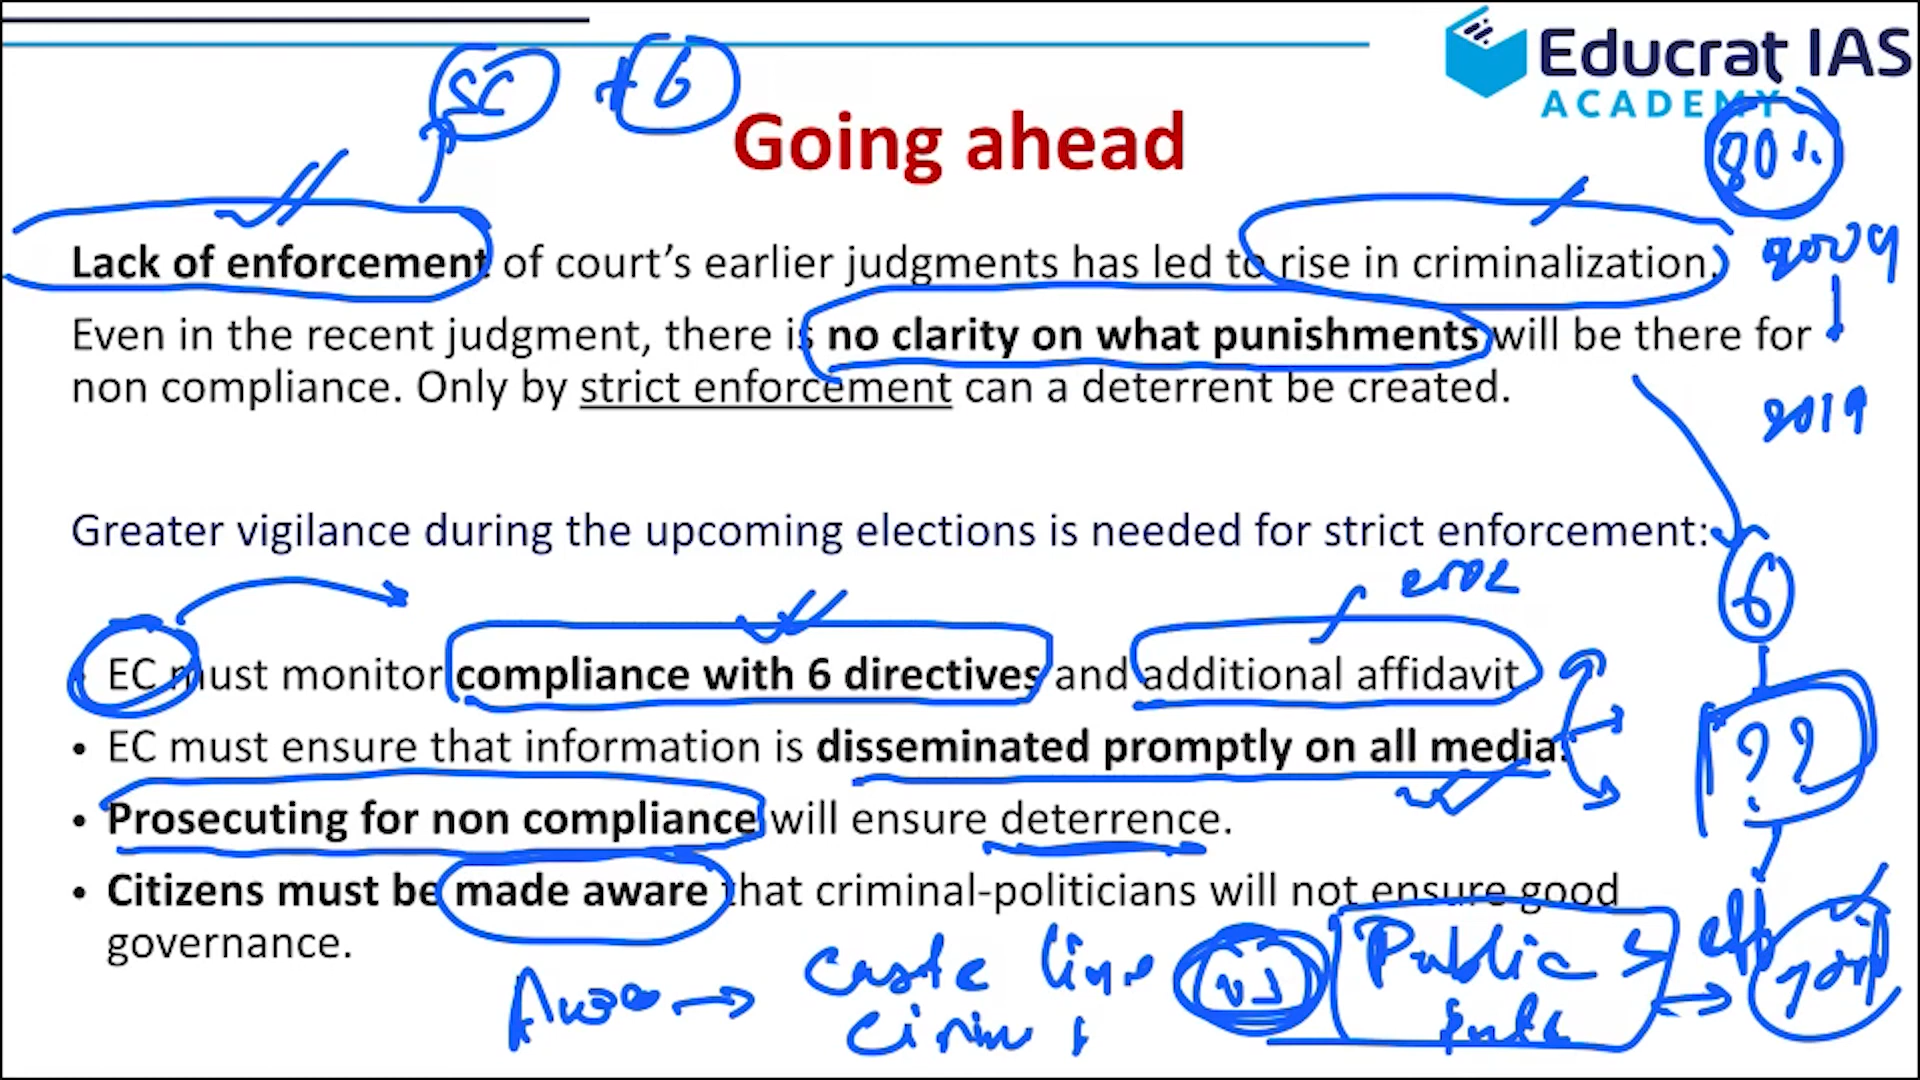 Educrat IAS
ACADEMY
SC + 6
Going ahead
80%
Lack of enforcement of court’s earlier judgments has led to rise in criminalization.
2009
Even in the recent judgment, there is no clarity on what punishments will be there for
non compliance. Only by strict enforcement can a deterrent be created.
2019
Greater vigilance during the upcoming elections is needed for strict enforcement:
2002
6
• EC must monitor compliance with 6 directives and additional affidavit.
• EC must ensure that information is disseminated promptly on all media.
??
• Prosecuting for non compliance will ensure deterrence.
• Citizens must be made aware that criminal-politicians will not ensure good
governance.
Caste
Public